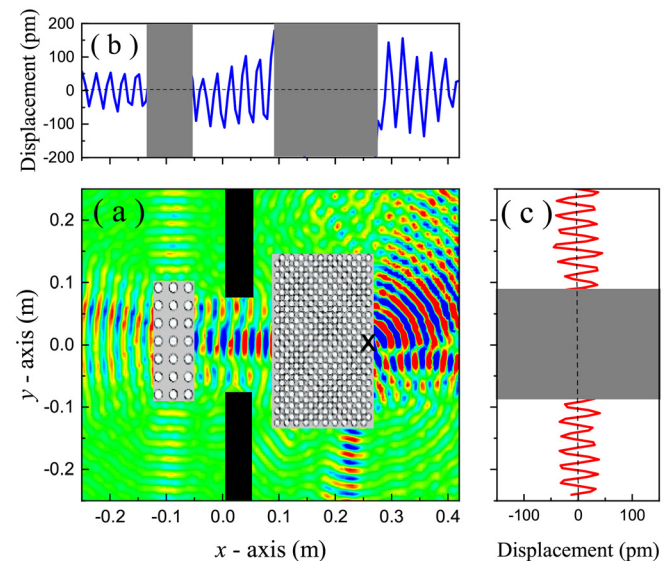 200
100
0
-100
-200
Displacement (pm)
( b )
( a )
( c )
0.2
0.1
0.0
-0.1
-0.2
y - axis (m)
X
-0.2 -0.1 0.0 0.1 0.2 0.3 0.4
x - axis (m)
-100 0 100
Displacement (pm)